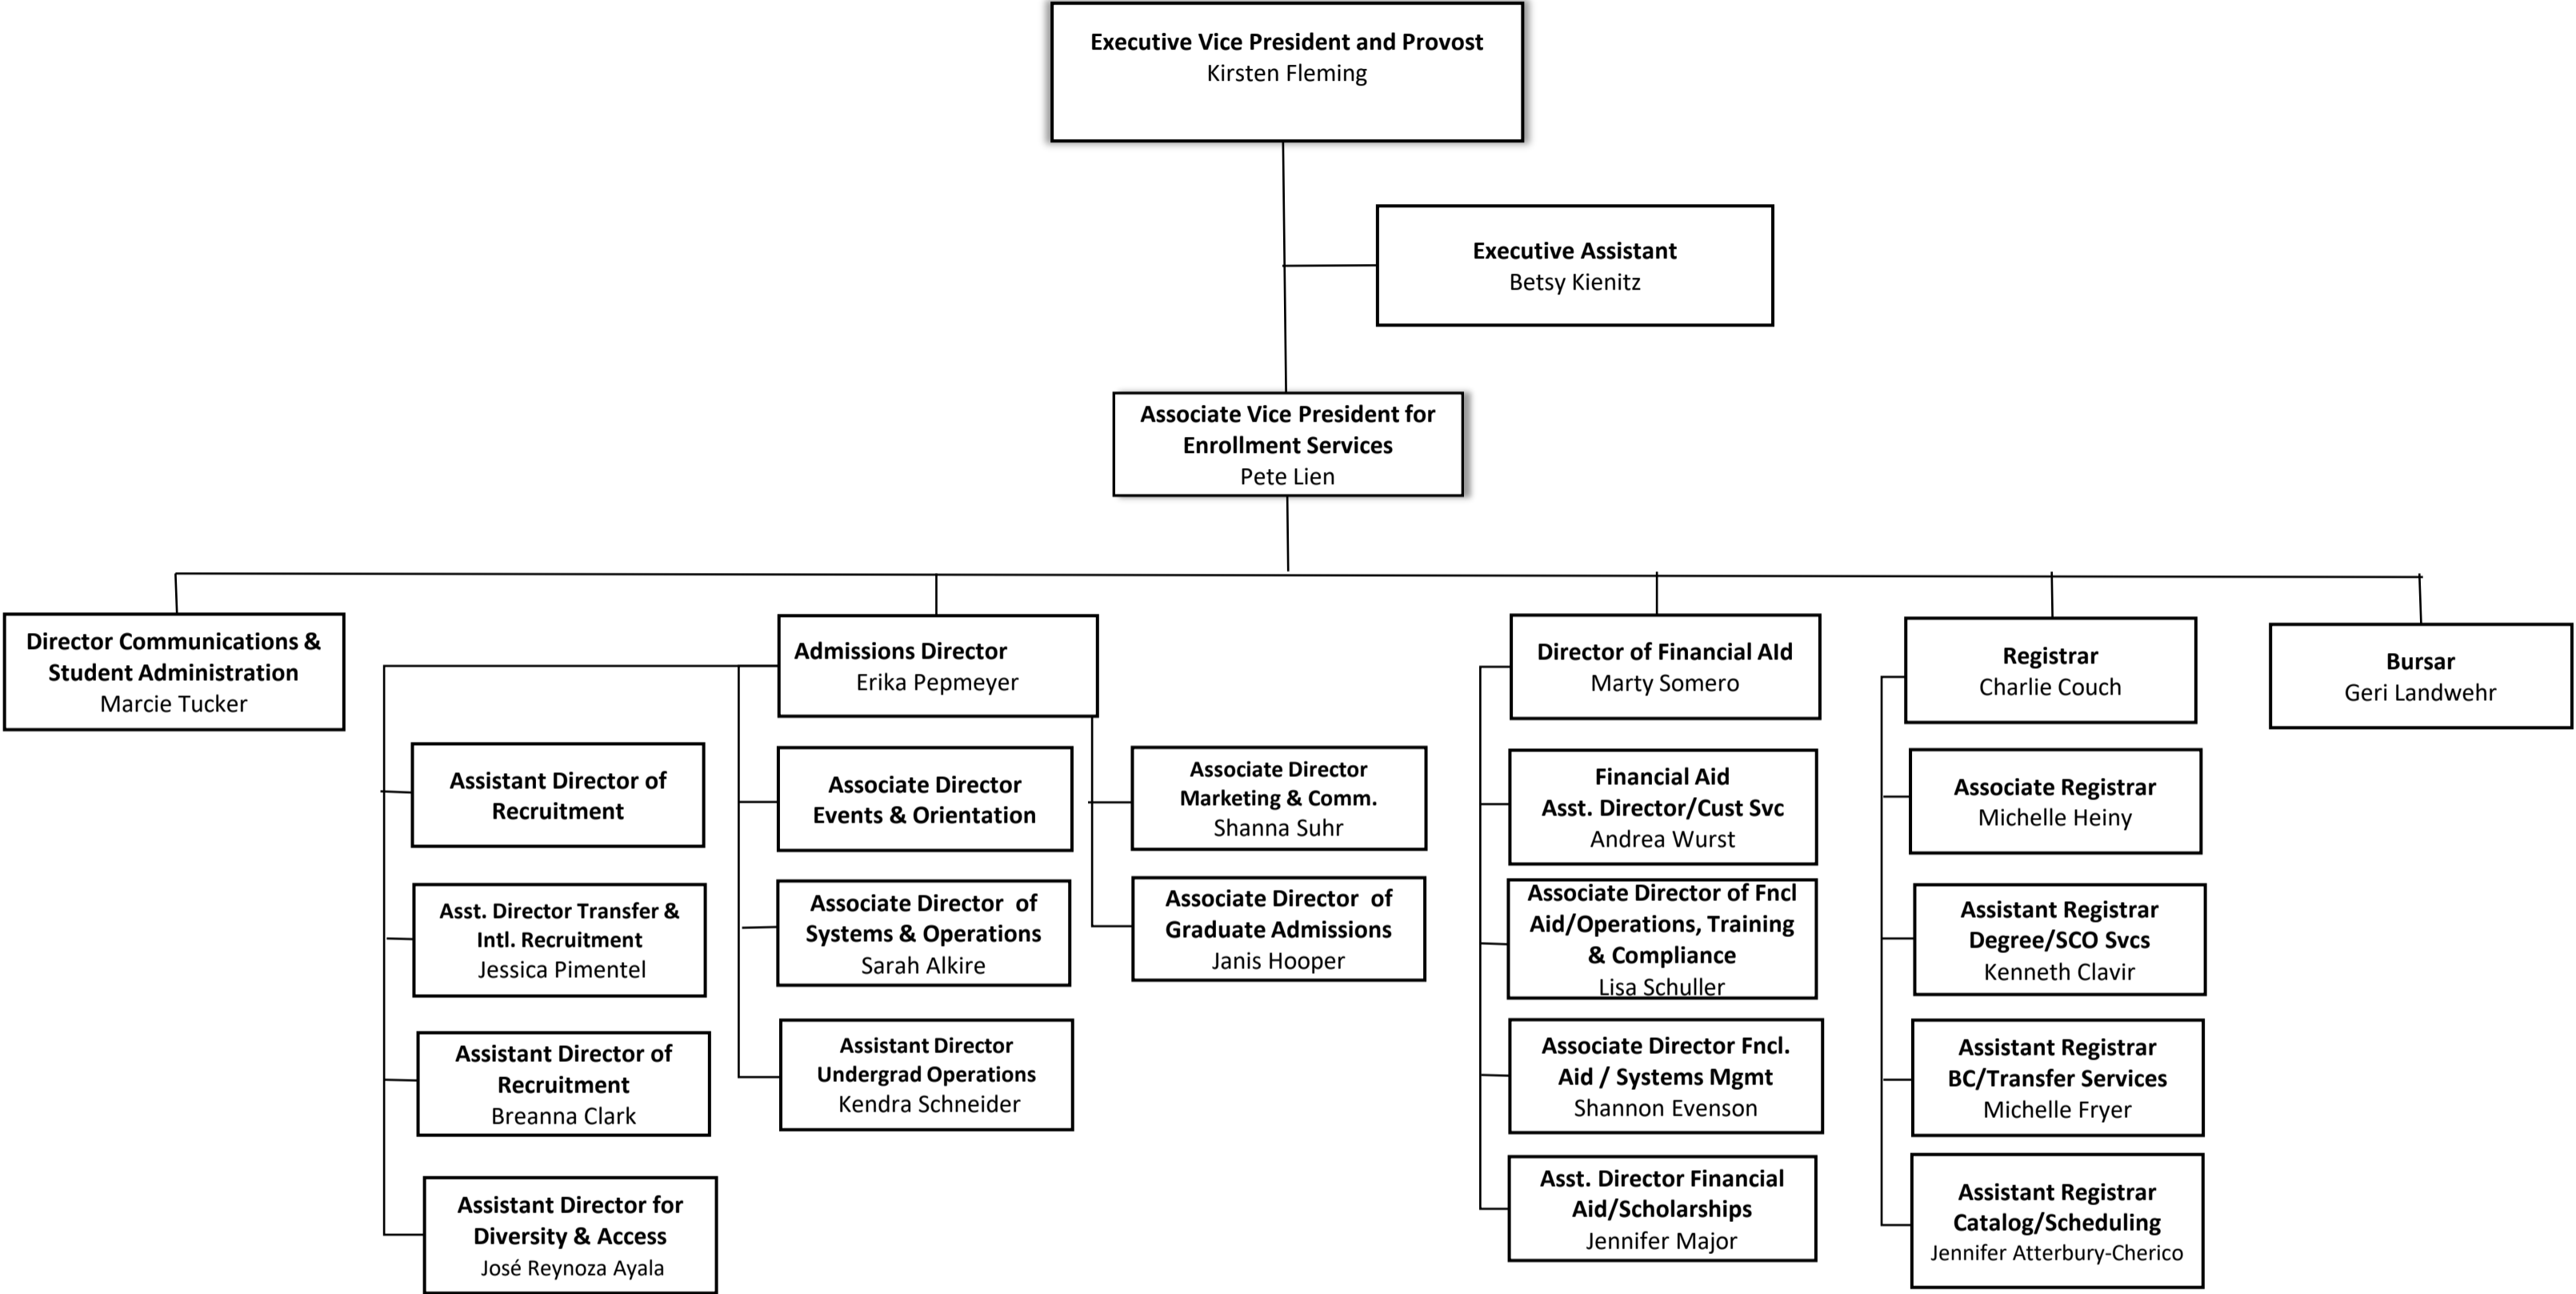 Executive Vice President and Provost
Kirsten Fleming
Executive Assistant
Betsy Kienitz
Associate Vice President for
Enrollment Services
Pete Lien
Director Communications &
Student Administration
Marcie Tucker
Admissions Director
Erika Pepmeyer
Director of Financial AId
Marty Somero
Registrar
Charlie Couch
Bursar
Geri Landwehr
Assistant Director of
Recruitment
Asst. Director Transfer &
Intl. Recruitment
Jessica Pimentel
Assistant Director of
Recruitment
Breanna Clark
Assistant Director for
Diversity & Access
José Reynoza Ayala
Associate Director
Events & Orientation
Associate Director of
Systems & Operations
Sarah Alkire
Assistant Director
Undergrad Operations
Kendra Schneider
Associate Director
Marketing & Comm.
Shanna Suhr
Associate Director of
Graduate Admissions
Janis Hooper
Financial Aid
Asst. Director/Cust Svc
Andrea Wurst
Associate Director of Fncl
Aid/Operations, Training
& Compliance
Lisa Schuller
Associate Director Fncl.
Aid / Systems Mgmt
Shannon Evenson
Asst. Director Financial
Aid/Scholarships
Jennifer Major
Associate Registrar
Michelle Heiny
Assistant Registrar
Degree/SCO Svcs
Kenneth Clavir
Assistant Registrar
BC/Transfer Services
Michelle Fryer
Assistant Registrar
Catalog/Scheduling
Jennifer Atterbury-Cherico